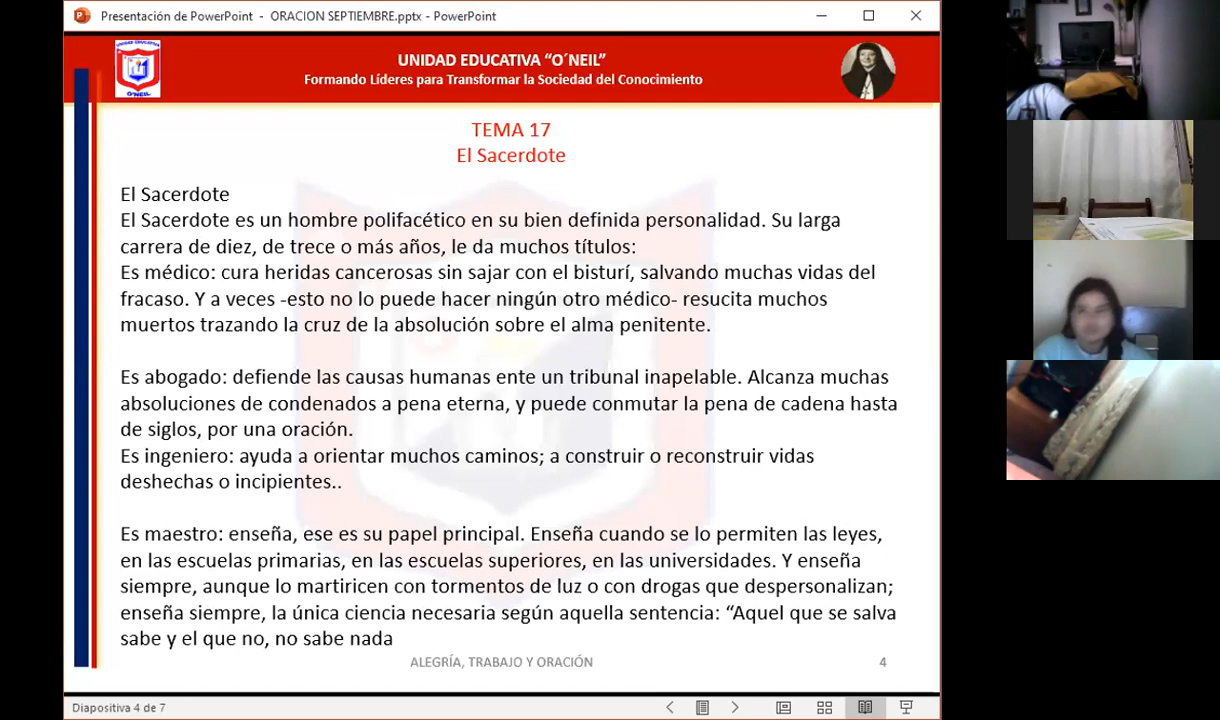 Presentación de PowerPoint - ORACION SEPTIEMBRE.pptx - PowerPoint
UNIDAD EDUCATIVA “O´NEIL”
Formando Líderes para Transformar la Sociedad del Conocimiento
O'NEIL
TEMA 17
El Sacerdote
El Sacerdote
El Sacerdote es un hombre polifacético en su bien definida personalidad. Su larga
carrera de diez, de trece o más años, le da muchos títulos:
Es médico: cura heridas cancerosas sin sajar con el bisturí, salvando muchas vidas del
fracaso. Y a veces -esto no lo puede hacer ningún otro médico- resucita muchos
muertos trazando la cruz de la absolución sobre el alma penitente.
Es abogado: defiende las causas humanas ente un tribunal inapelable. Alcanza muchas
absoluciones de condenados a pena eterna, y puede conmutar la pena de cadena hasta
de siglos, por una oración.
Es ingeniero: ayuda a orientar muchos caminos; a construir o reconstruir vidas
deshechas o incipientes..
Es maestro: enseña, ese es su papel principal. Enseña cuando se lo permiten las leyes,
en las escuelas primarias, en las escuelas superiores, en las universidades. Y enseña
siempre, aunque lo martiricen con tormentos de luz o con drogas que despersonalizan;
enseña siempre, la única ciencia necesaria según aquella sentencia: “Aquel que se salva
sabe y el que no, no sabe nada
ALEGRÍA, TRABAJO Y ORACIÓN
4
Diapositiva 4 de 7